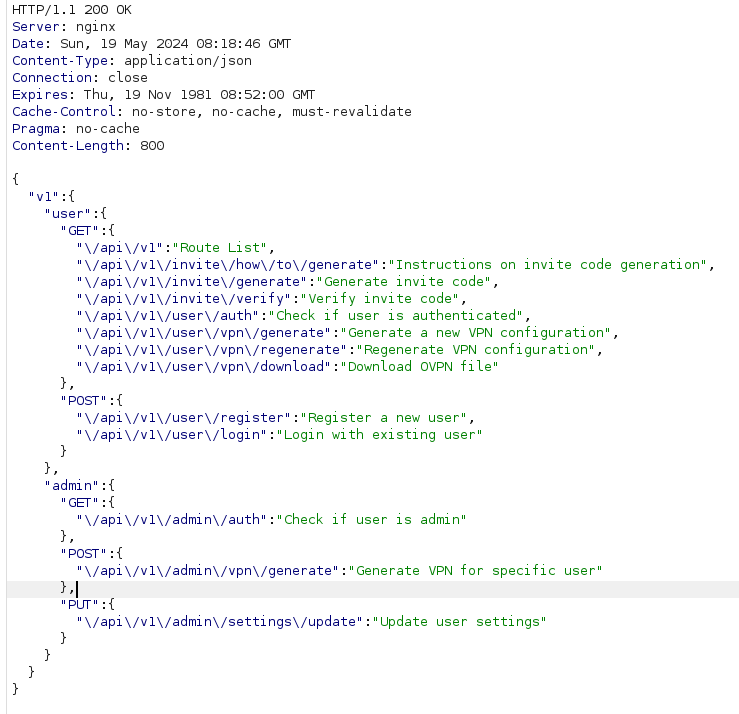 HTTP/1.1 200 OK
Server: nginx
Date: Sun, 19 May 2024 08:18:46 GMT
Content-Type: application/json
Connection: close
Expires: Thu, 19 Nov 1981 08:52:00 GMT
Cache-Control: no-store, no-cache, must-revalidate
Pragma: no-cache
Content-Length: 800

{
  "v1":{
    "user":{
      "GET":{
        "\/api\/v1":"Route List",
        "\/api\/v1\/invite\/how\/to\/generate":"Instructions on invite code generation",
        "\/api\/v1\/invite\/generate":"Generate invite code",
        "\/api\/v1\/invite\/verify":"Verify invite code",
        "\/api\/v1\/user\/auth":"Check if user is authenticated",
        "\/api\/v1\/user\/vpn\/generate":"Generate a new VPN configuration",
        "\/api\/v1\/user\/vpn\/regenerate":"Regenerate VPN configuration",
        "\/api\/v1\/user\/vpn\/download":"Download OVPN file"
      },
      "POST":{
        "\/api\/v1\/user\/register":"Register a new user",
        "\/api\/v1\/user\/login":"Login with existing user"
      }
    },
    "admin":{
      "GET":{
        "\/api\/v1\/admin\/auth":"Check if user is admin"
      },
      "POST":{
        "\/api\/v1\/admin\/vpn\/generate":"Generate VPN for specific user"
      },
      "PUT":{
        "\/api\/v1\/admin\/settings\/update":"Update user settings"
      }
    }
  }
}